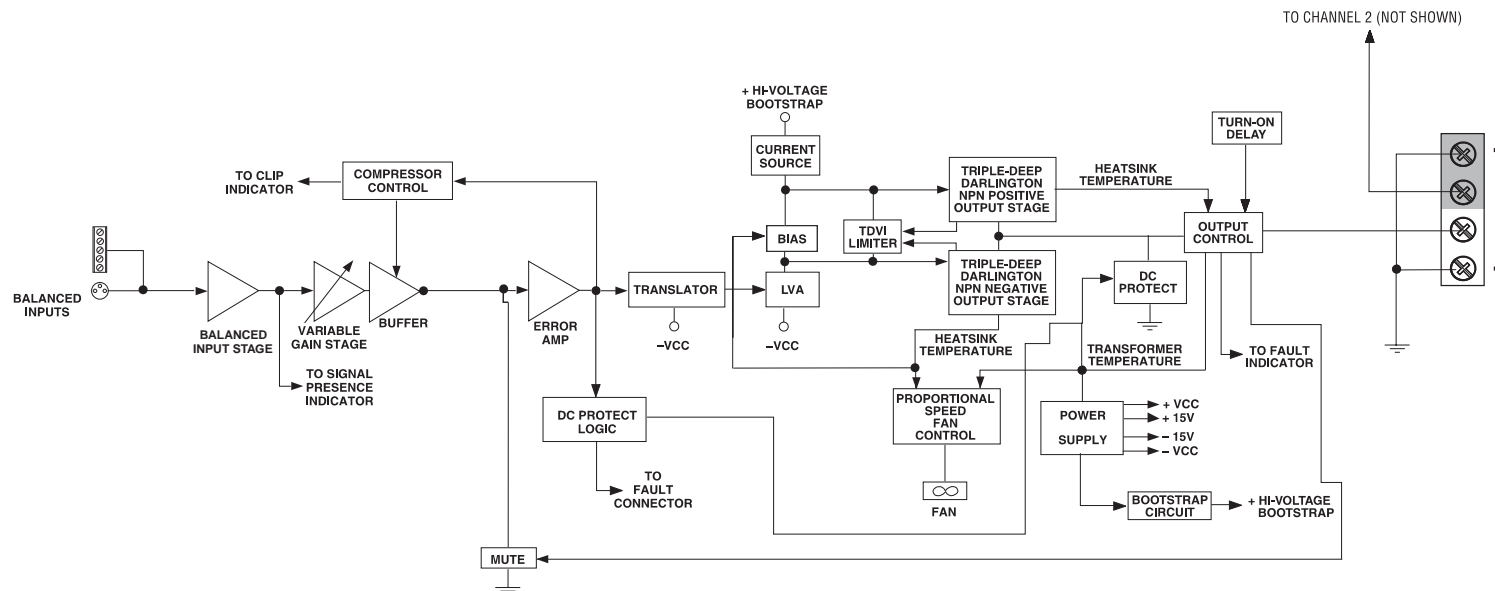 TO CHANNEL 2 (NOT SHOWN)
+ HI-VOLTAGE
BOOTSTRAP
TURN-ON
DELAY
CURRENT
SOURCE
TO CLIP
INDICATOR
COMPRESSOR
CONTROL
TRIPLE-DEEP
DARLINGTON
NPN POSITIVE
OUTPUT STAGE
HEATSINK
TEMPERATURE
BIAS
TDVI
LIMITER
OUTPUT
CONTROL
BALANCED
INPUTS
BALANCED
INPUT STAGE
VARIABLE
GAIN STAGE
BUFFER
ERROR
AMP
TRANSLATOR
–VCC
LVA
–VCC
TRIPLE-DEEP
DARLINGTON
NPN NEGATIVE
OUTPUT STAGE
DC
PROTECT
HEATSINK
TEMPERATURE
TRANSFORMER
TEMPERATURE
TO FAULT
INDICATOR
TO SIGNAL
PRESENCE
INDICATOR
DC PROTECT
LOGIC
PROPORTIONAL
SPEED
FAN
CONTROL
POWER
SUPPLY
+ VCC
+ 15V
– 15V
– VCC
TO
FAULT
CONNECTOR
FAN
BOOTSTRAP
CIRCUIT
+ HI-VOLTAGE
BOOTSTRAP
MUTE